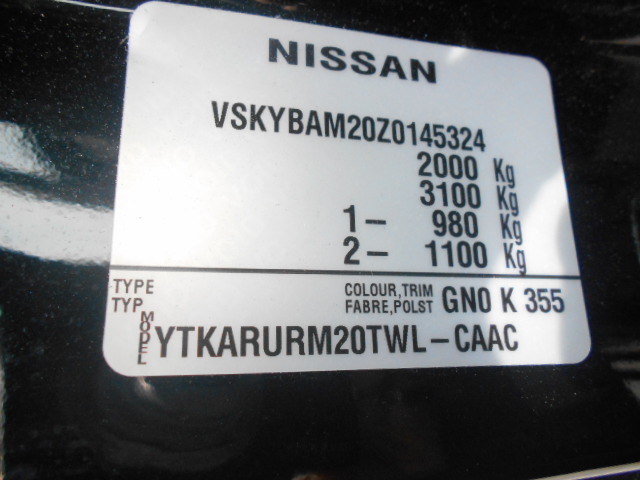 NISSAN
VSKYBAM20Z0145324
2000 Kg
3100 Kg
1- 980 Kg
2- 1100 Kg
TYPE COLOUR,TRIM
TYP FABRE,POLST GN0 K 355
MODEL YTKARURM20TWL-CAAC